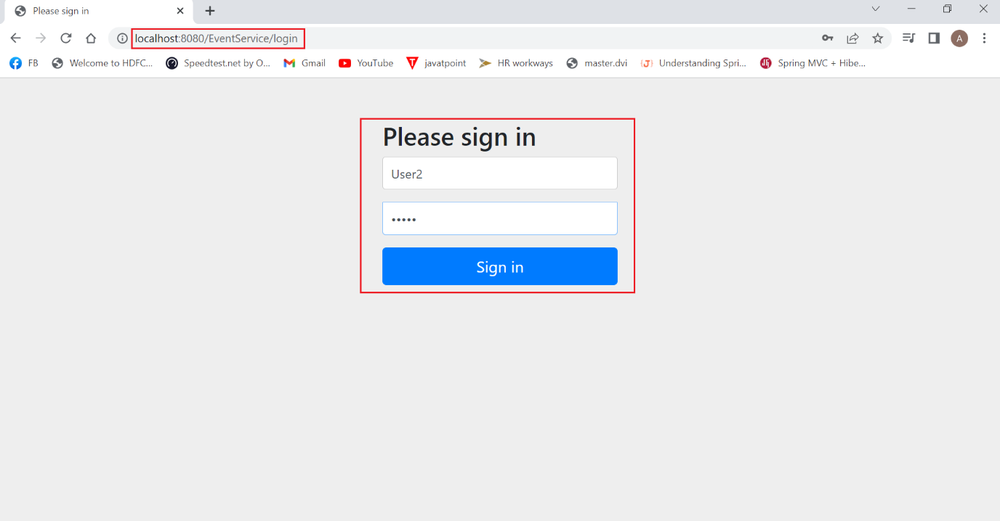 Please sign in
localhost:8080/EventService/login
A
FB Welcome to HDFC... Speedtest.net by O... Gmail YouTube javatpoint HR workways master.dvi Understanding Spri... Spring MVC + Hibe...
Please sign in
User2
•••••
Sign in